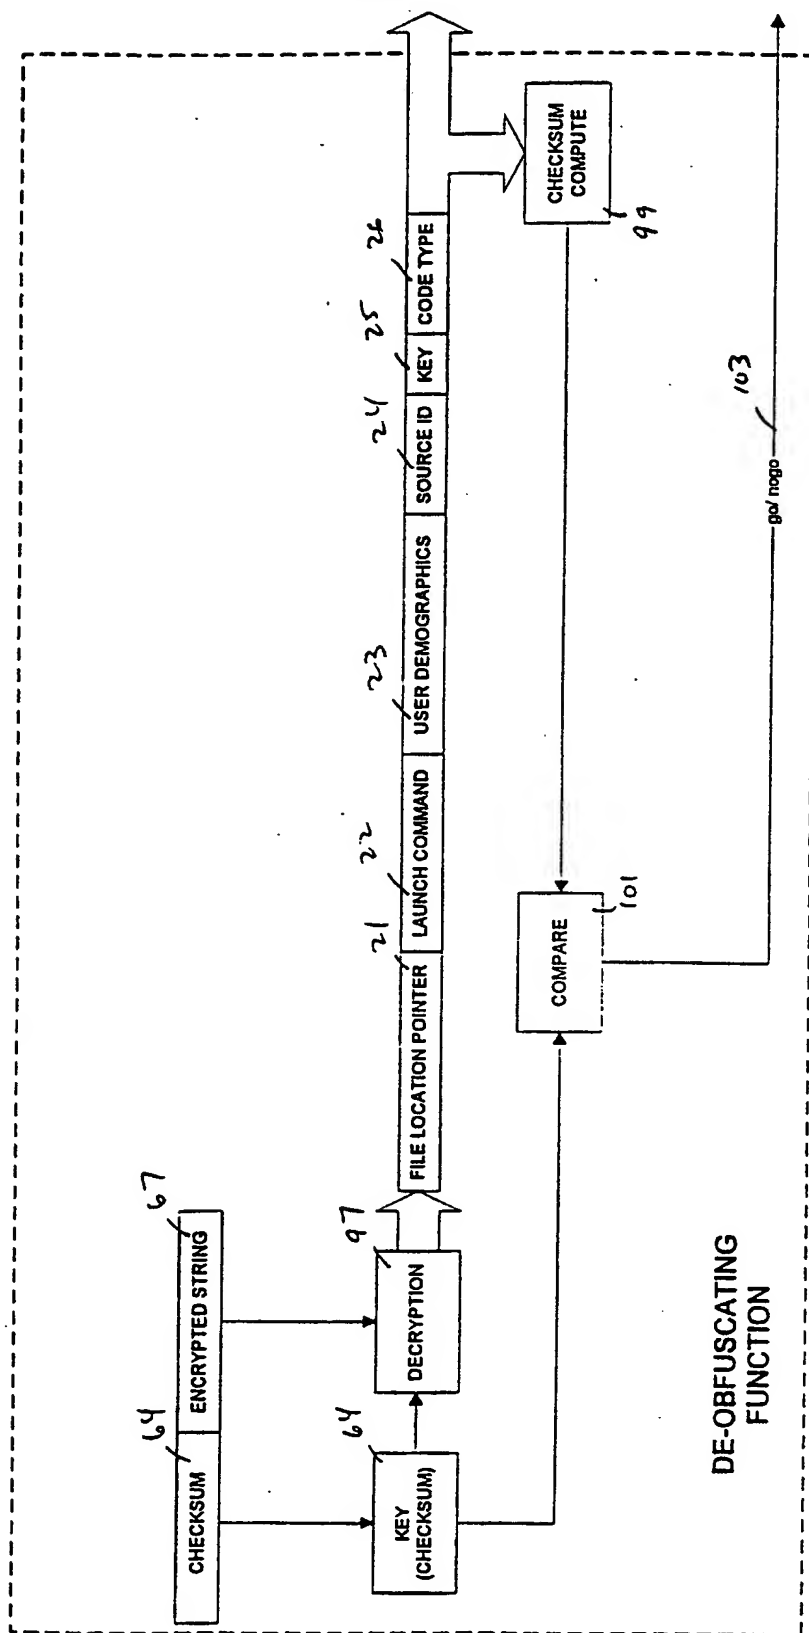 64
67
CHECKSUM
ENCRYPTED STRING
64
97
21
22
23
24
25
26
KEY
(CHECKSUM)
DECRYPTION
FILE LOCATION POINTER
LAUNCH COMMAND
USER DEMOGRAPHICS
SOURCE ID
KEY
CODE TYPE
COMPARE
101
CHECKSUM
COMPUTE
99
DE-OBFUSCATING
FUNCTION
go/ nogo
103